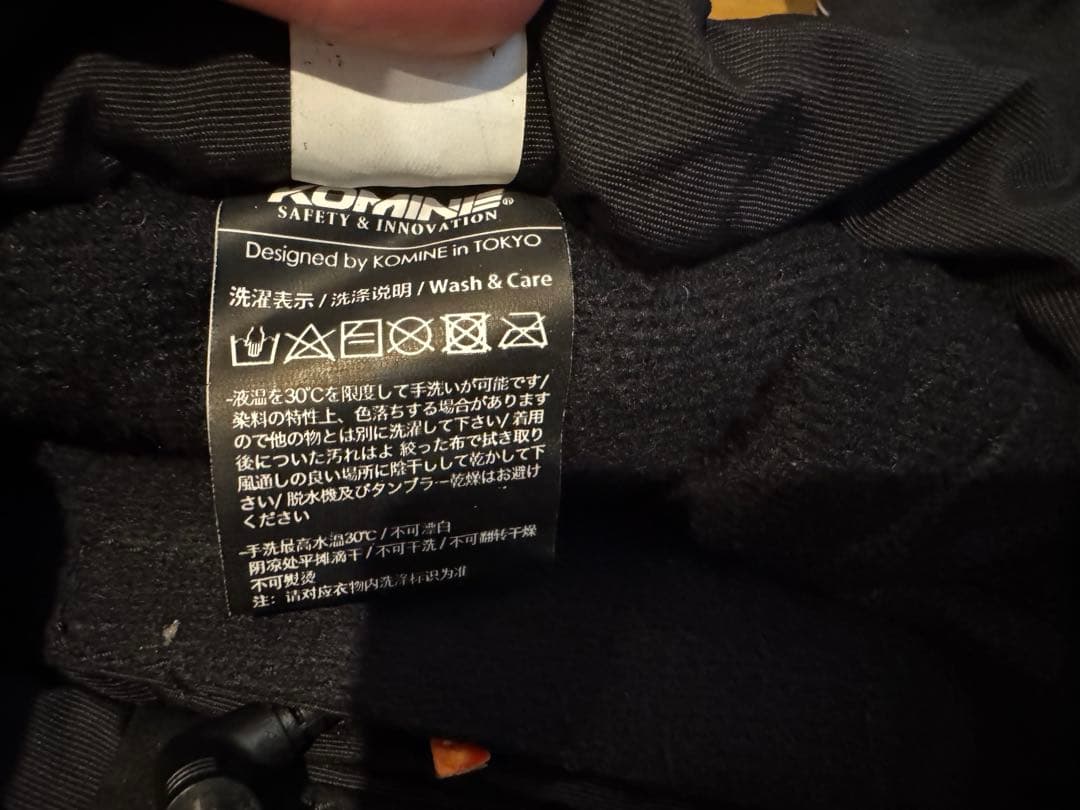 KOMINE®
SAFETY & INNOVATION
Designed by KOMINE in TOKYO
洗濯表示 / 洗涤说明 / Wash & Care
-液温を30℃を限度して手洗いが可能です/
染料の特性上、色落ちする場合があります
ので他の物とは別に洗濯して下さい/ 着用
後についた汚れはよ 絞った布で拭き取り
風通しの良い場所に陰干しして乾かして下
さい/ 脱水機及びタンブラー乾燥はお避け
ください
-手洗最高水温30℃ / 不可漂白
阴凉处平摊滴干 / 不可干洗 / 不可翻转干燥
不可熨烫
注: 请对应衣物内洗涤标识为准